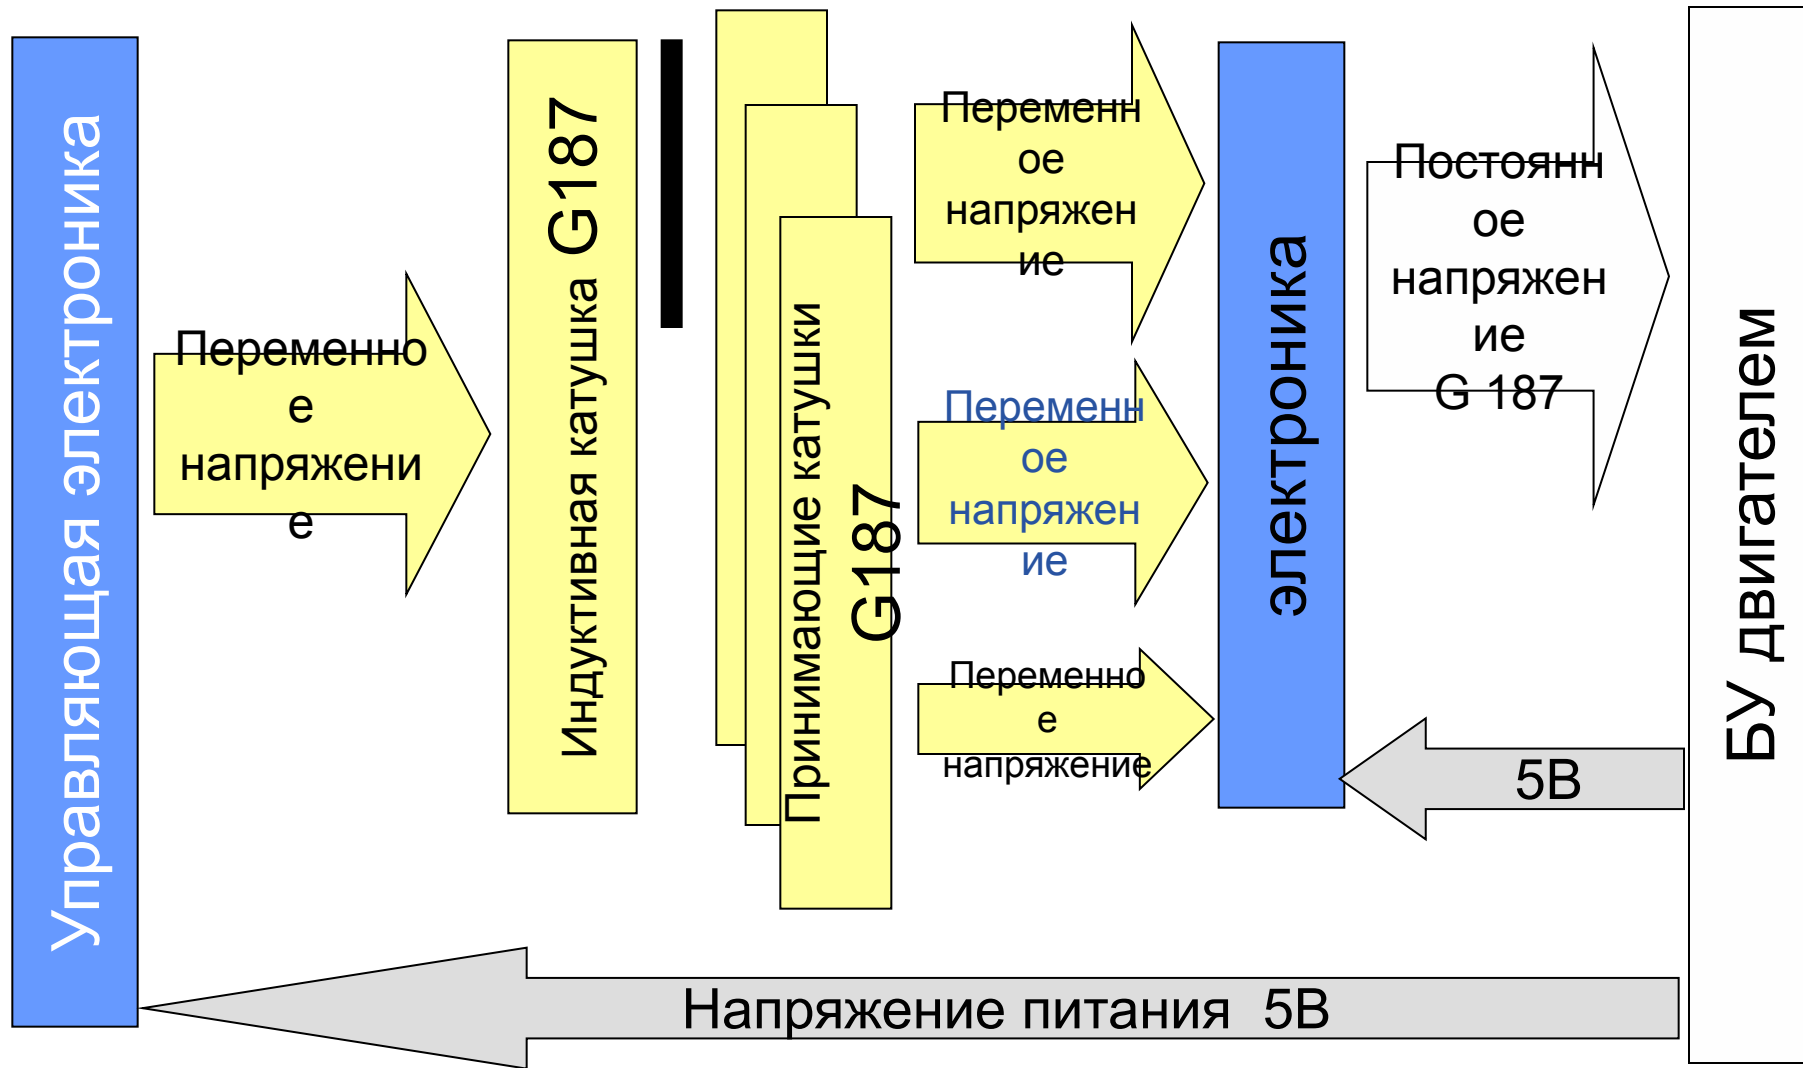 Управляющая электроника
Переменно
е
напряжени
е
Индуктивная катушка G187
Принимающие катушки
G187
Переменн
ое
напряжен
ие
Переменн
ое
напряжен
ие
Переменно
е
напряжение
электроника
Постоянн
ое
напряжен
ие
G 187
5В
БУ двигателем
Напряжение питания 5В